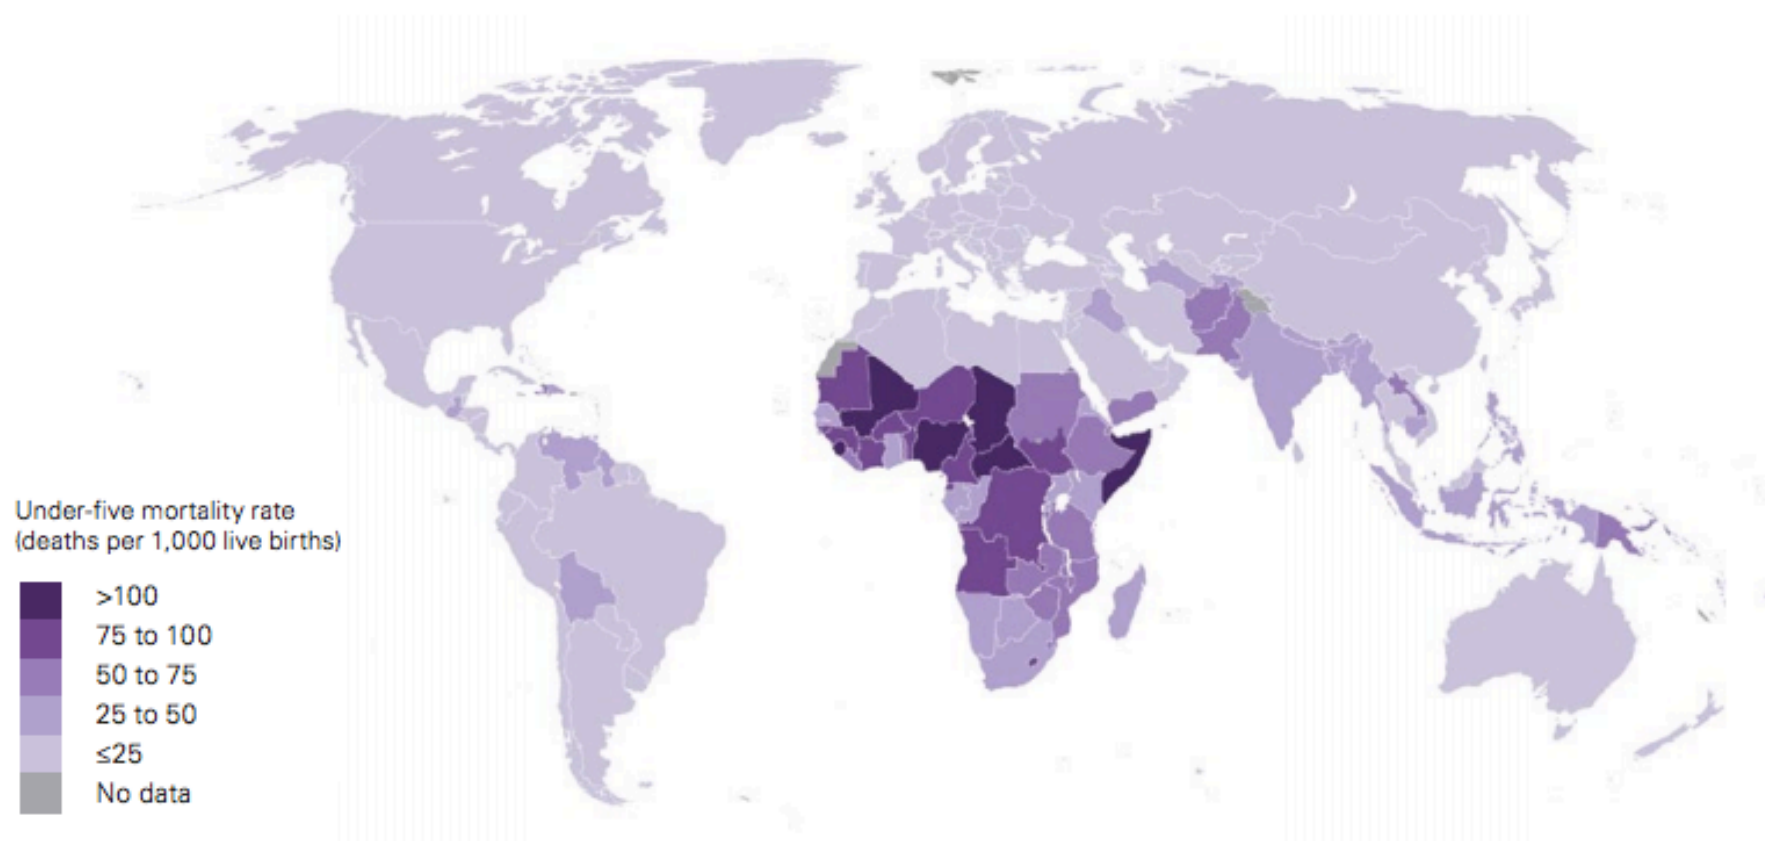 Under-five mortality rate
(deaths per 1,000 live births)
>100
75 to 100
50 to 75
25 to 50
≤25
No data